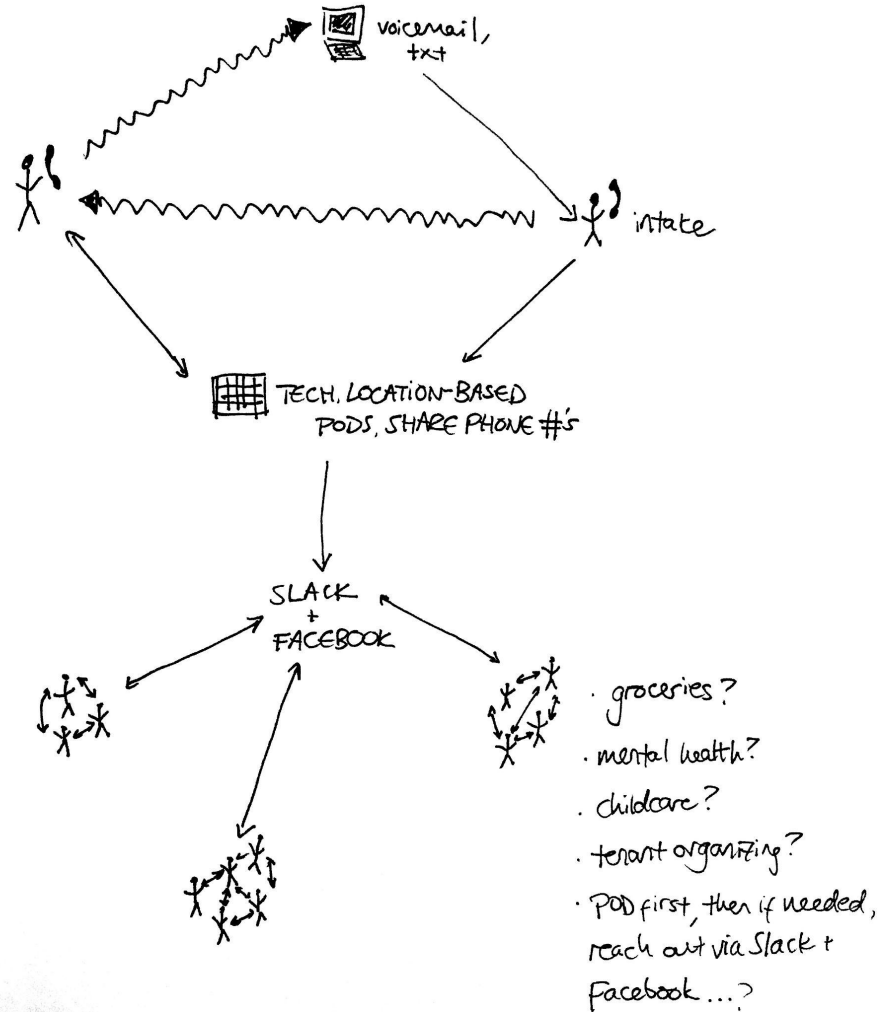 voicemail,
txt
intake
TECH. LOCATION-BASED
PODS, SHARE PHONE #'s
SLACK
+
FACEBOOK
· groceries?
· mental health?
· childcare?
· tenant organizing?
· POD first, then if needed,
reach out via Slack +
Facebook ...?